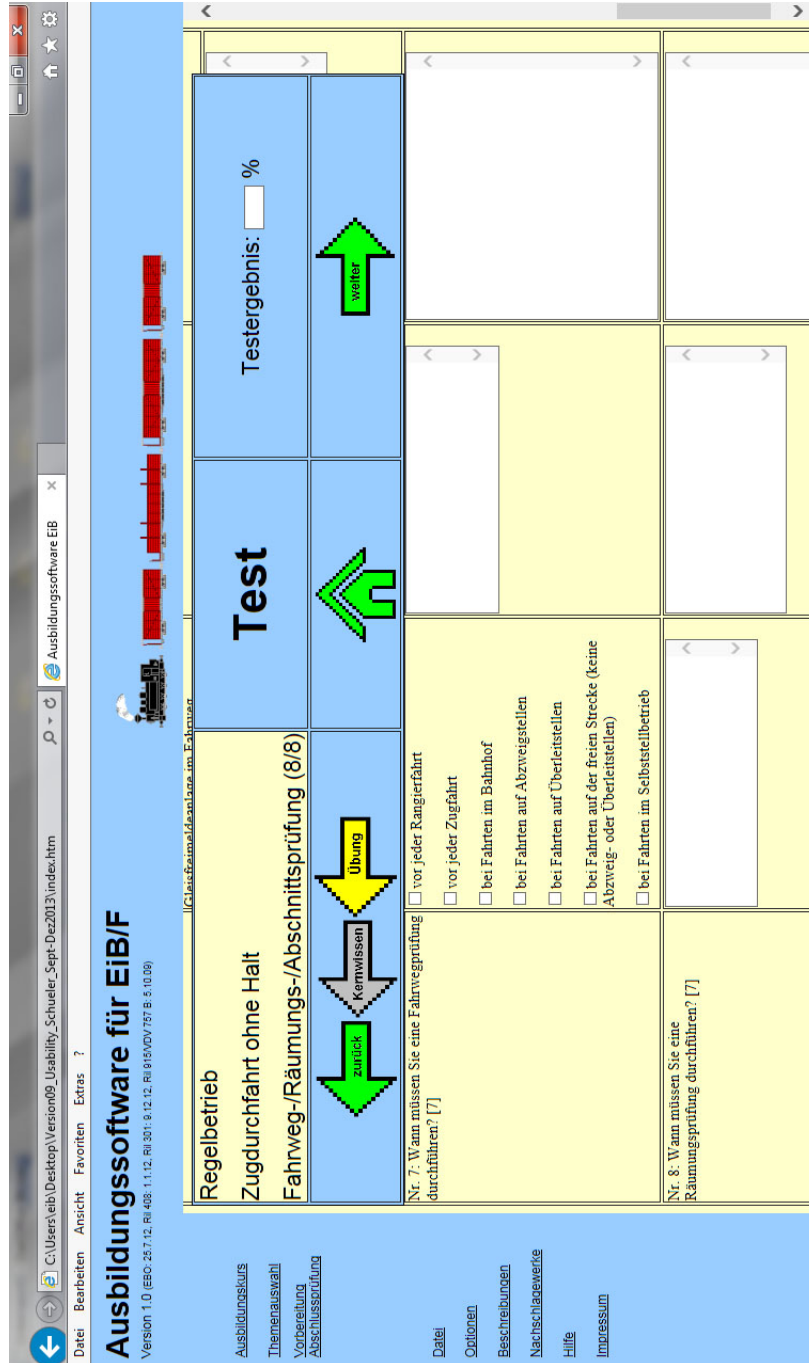 C:\Users\eib\Desktop\Version09_Usability_Schueler_Sept-Dez2013\index.htm
Ausbildungssoftware EiB
Datei Bearbeiten Ansicht Favoriten Extras ?
Ausbildungssoftware für EiB/F
Version 1.0 (EBO: 25.7.12, Ril 408: 1.1.12, Ril 301: 9.12.12, Ril 915/VDV 757 B: 5.10.09)
Ausbildungskurs
Themenauswahl
Vorbereitung
Abschlussprüfung
Datei
Optionen
Beschreibungen
Nachschlagewerke
Hilfe
Impressum
Gleisfreimeldeanlage im Fahrweg
Regelbetrieb
Zugdurchfahrt ohne Halt
Fahrweg-/Räumungs-/Abschnittsprüfung (8/8)
Test
Testergebnis: %
zurück
Kernwissen
Übung
weiter
Nr. 7: Wann müssen Sie eine Fahrwegprüfung
durchführen? [7]
vor jeder Rangierfahrt
vor jeder Zugfahrt
bei Fahrten im Bahnhof
bei Fahrten auf Abzweigstellen
bei Fahrten auf Überleitstellen
bei Fahrten auf der freien Strecke (keine
Abzweig- oder Überleitstellen)
bei Fahrten im Selbststellbetrieb
Nr. 8: Wann müssen Sie eine
Räumungsprüfung durchführen? [7]